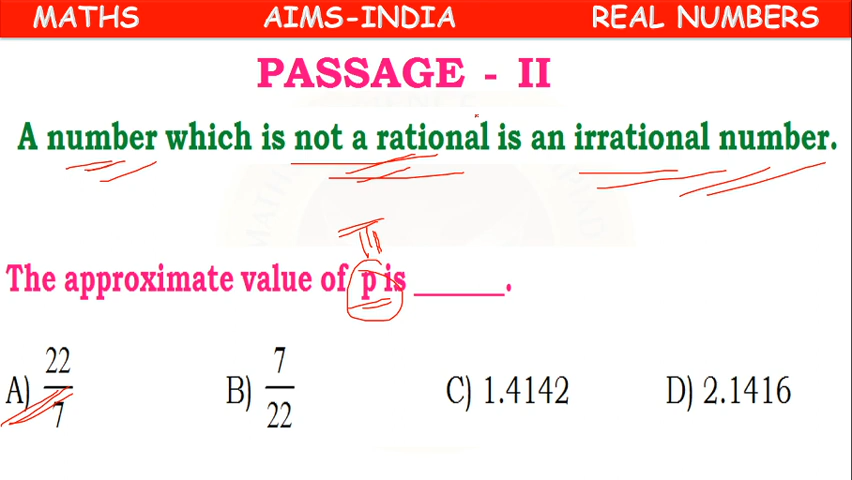 MATHS AIMS-INDIA REAL NUMBERS
PASSAGE - II
A number which is not a rational is an irrational number.
π
The approximate value of p is ______.
A) 22/7 B) 7/22 C) 1.4142 D) 2.1416